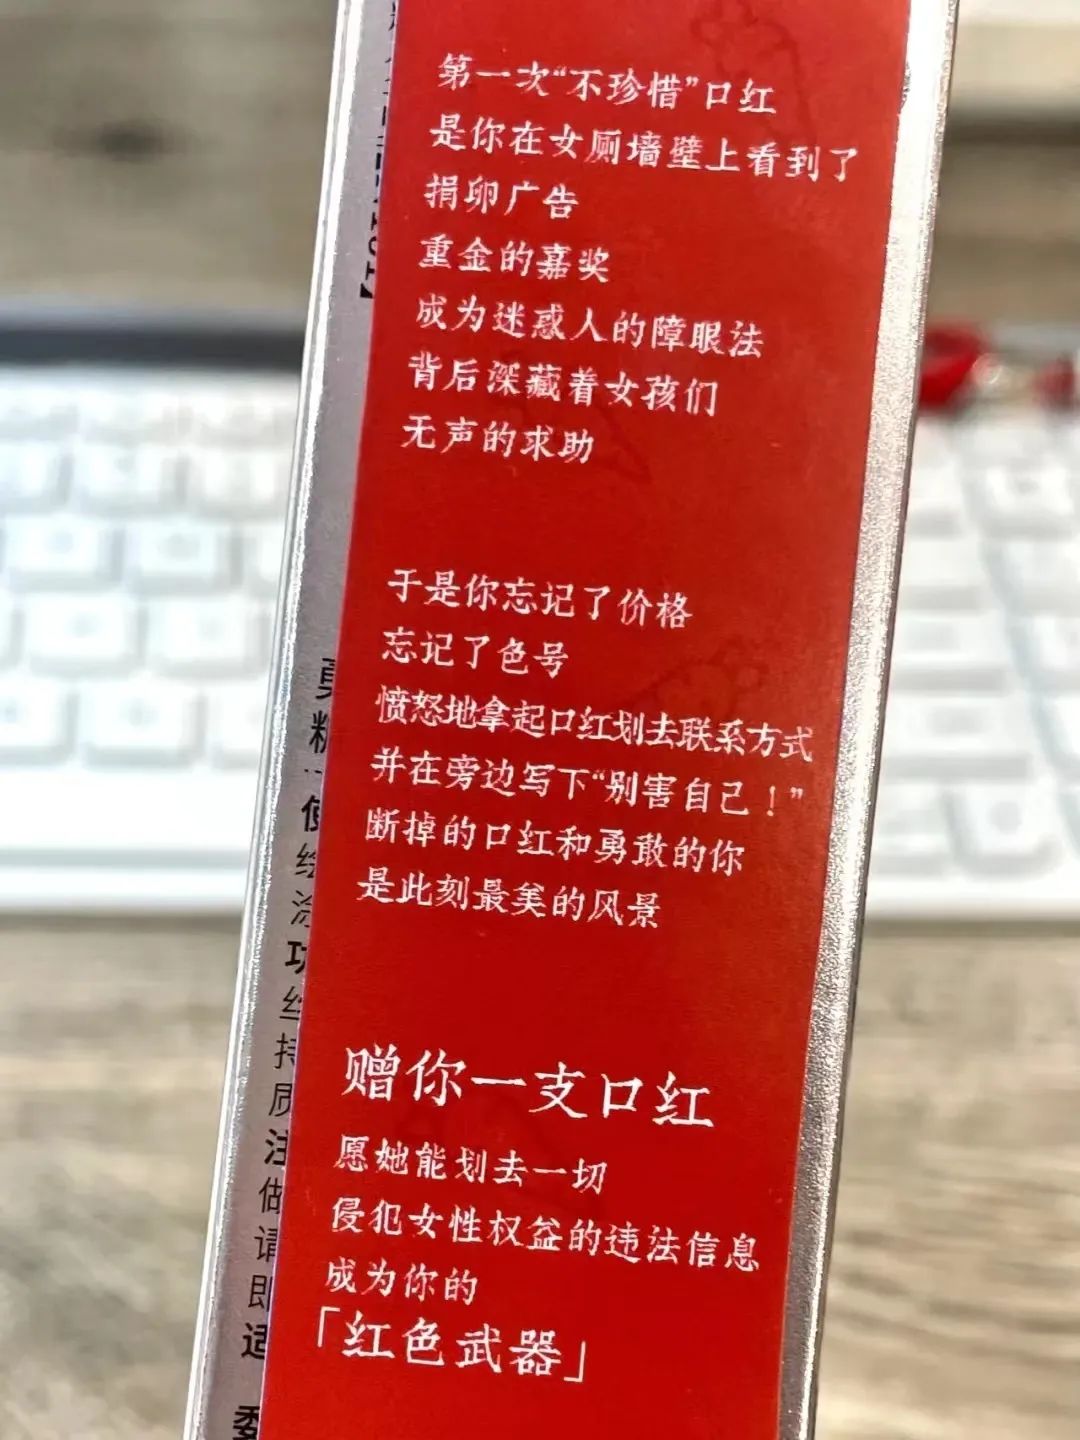 第一次“不珍惜”口红
是你在女厕墙壁上看到了
捐卵广告
重金的嘉奖
成为迷惑人的障眼法
背后深藏着女孩们
无声的求助
于是你忘记了价格
忘记了色号
愤怒地拿起口红划去联系方式
并在旁边写下“别害自己！”
断掉的口红和勇敢的你
是此刻最美的风景
赠你一支口红
愿她能划去一切
侵犯女性权益的违法信息
成为你的
「红色武器」